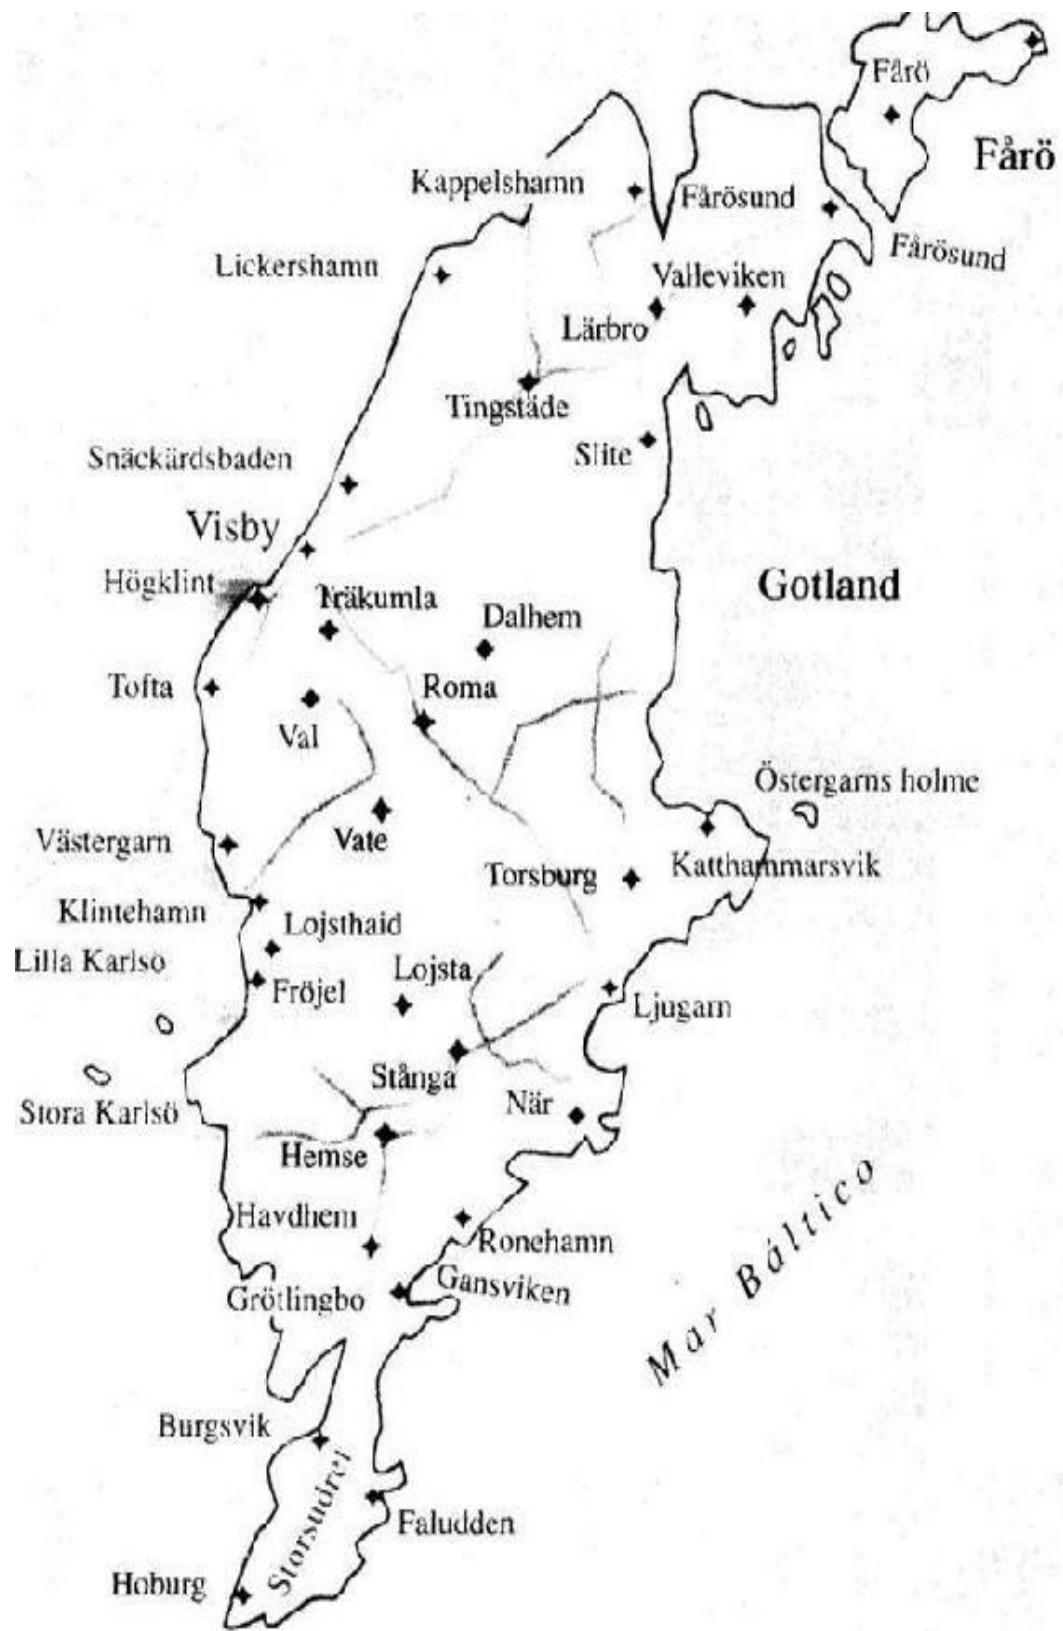 Fårö
Fårö
Kappelshamn
Fårösund
Fårösund
Lickershamn
Valleviken
Lärbro
Tingstäde
Slite
Snäckärdsbaden
Visby
Högklint
Gotland
Träkumla
Dalhem
Tofta
Roma
Val
Östergarns holme
Västergarn
Vate
Katthammarsvik
Torsburg
Klintehamn
Lojsthaid
Lilla Karlsö
Lojsta
Fröjel
Ljugarn
Stånga
Stora Karlsö
När
Hemse
Mar Báltico
Havdhem
Ronehamn
Gansviken
Grötlingbo
Burgsvik
Storsudret
Faludden
Hoburg